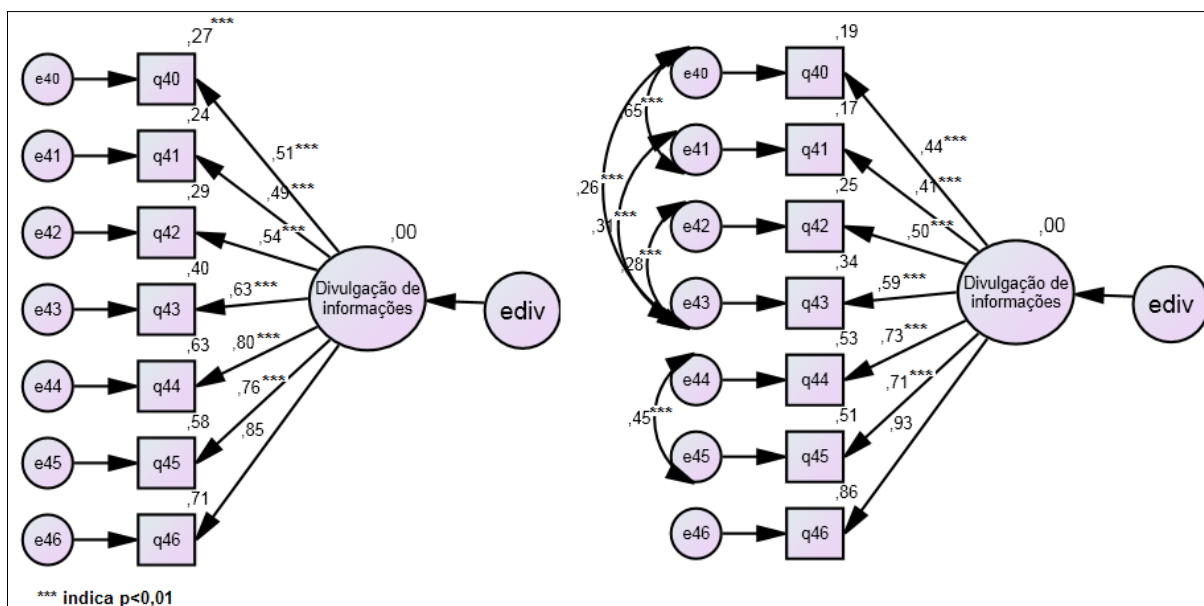 ,27***
e40 q40
,24
e41 q41 ,51***
,29 ,49***
e42 q42 ,54***
,40 ,00
e43 q43 ,63*** Divulgação de
informações ediv
,63
e44 q44 ,80***
,58 ,76***
e45 q45 ,85
,71
e46 q46
*** indica p<0,01
,19
e40 q40
,65*** ,17
e41 q41 ,44***
,26*** ,25 ,41***
,31*** e42 q42 ,50*** ,00
,28*** ,34
e43 q43 ,59*** Divulgação de
informações ediv
,53
e44 q44 ,73***
,45*** ,51 ,71***
e45 q45 ,93
,86
e46 q46